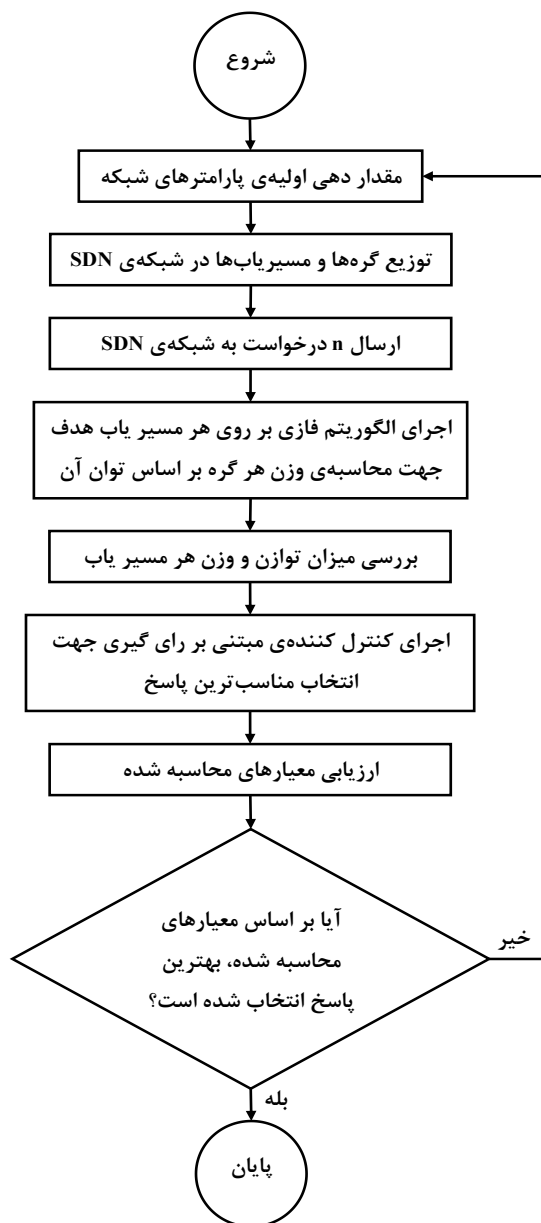 شروع
مقدار دهی اولیه‌ی پارامترهای شبکه
توزیع گره‌ها و مسیریاب‌ها در شبکه‌ی SDN
ارسال n درخواست به شبکه‌ی SDN
اجرای الگوریتم فازی بر روی هر مسیر یاب هدف
جهت محاسبه‌ی وزن هر گره بر اساس توان آن
بررسی میزان توازن و وزن هر مسیر یاب
اجرای کنترل کننده‌ی مبتنی بر رای گیری جهت
انتخاب مناسب‌ترین پاسخ
ارزیابی معیارهای محاسبه شده
آیا بر اساس معیارهای
محاسبه شده، بهترین
پاسخ انتخاب شده است؟
خیر
بله
پایان